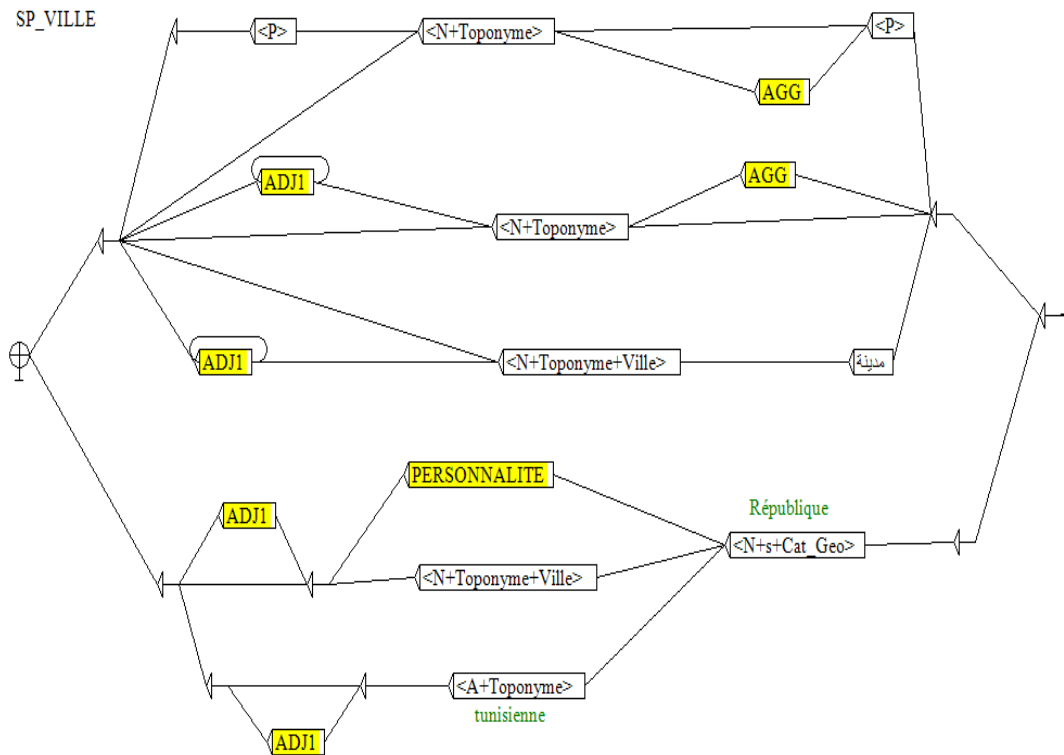 SP_VILLE
<P>
<N+Toponyme>
<P>
AGG
ADJ1
AGG
<N+Toponyme>
ADJ1
<N+Toponyme+Ville>
مدينة
PERSONNALITE
ADJ1
République
<N+s+Cat_Geo>
<N+Toponyme+Ville>
<A+Toponyme>
tunisienne
ADJ1